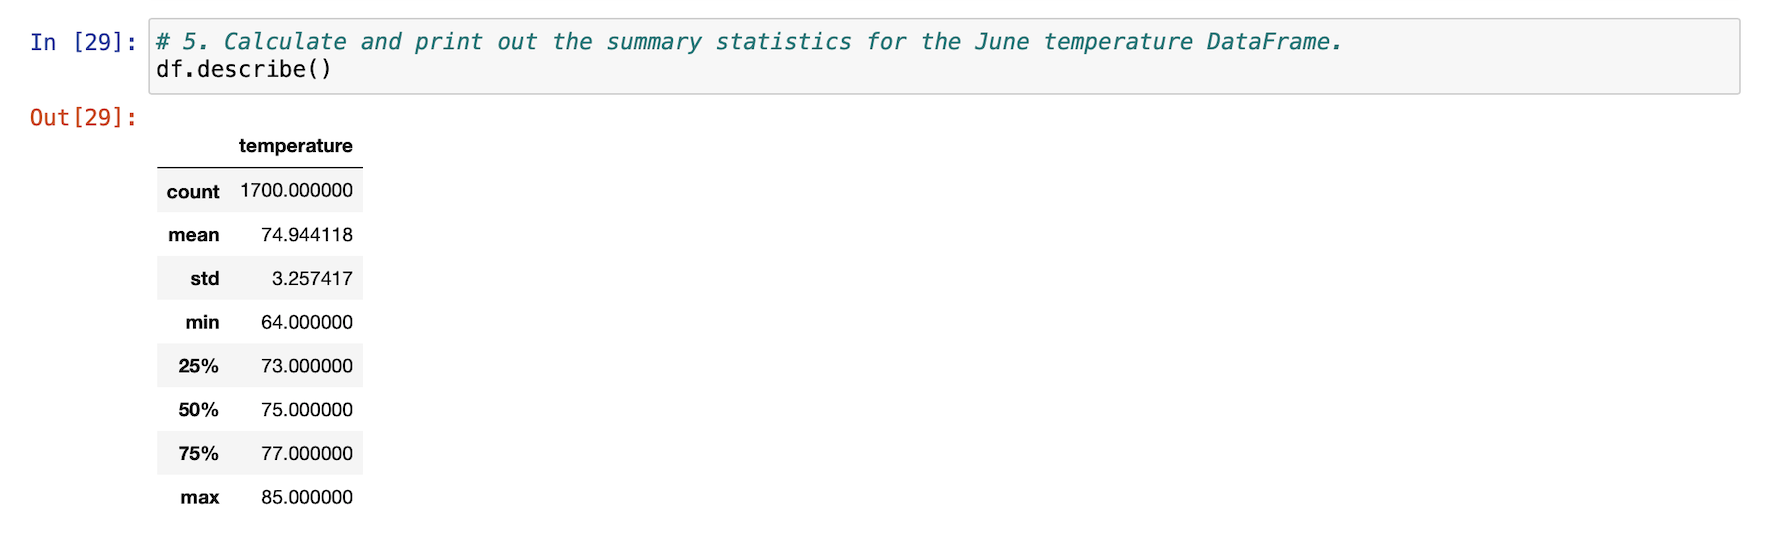 In [29]: # 5. Calculate and print out the summary statistics for the June temperature DataFrame.
df.describe()
Out[29]:
temperature
count 1700.000000
mean 74.944118
std 3.257417
min 64.000000
25% 73.000000
50% 75.000000
75% 77.000000
max 85.000000